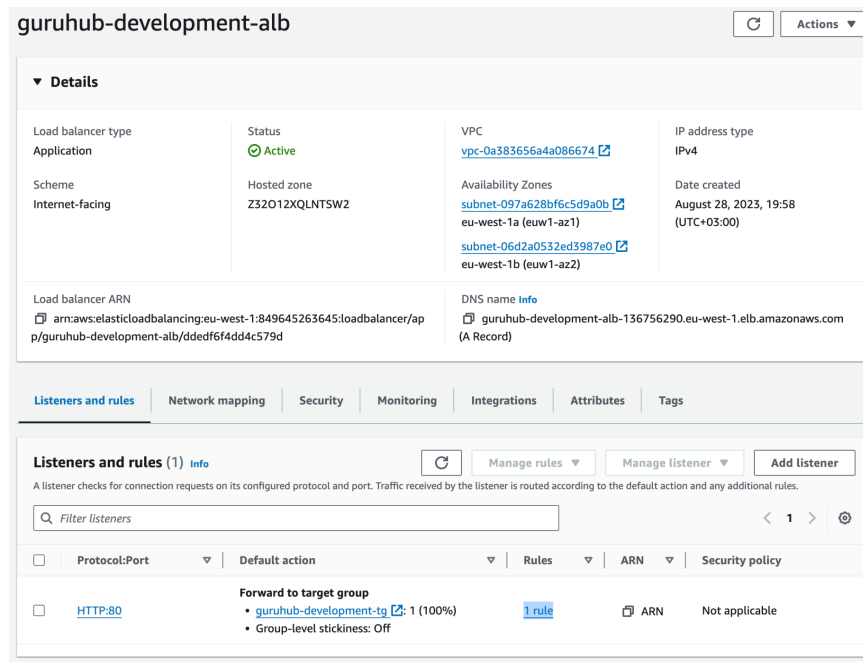 guruhub-development-alb
Actions
Details
Load balancer type
Application
Status
Active
VPC
vpc-0a383656a4a086674
IP address type
IPv4
Scheme
Internet-facing
Hosted zone
Z32O12XQLNTSW2
Availability Zones
subnet-097a628bf6c5d9a0b
eu-west-1a (euw1-az1)
subnet-06d2a0532ed3987e0
eu-west-1b (euw1-az2)
Date created
August 28, 2023, 19:58
(UTC+03:00)
Load balancer ARN
arn:aws:elasticloadbalancing:eu-west-1:849645263645:loadbalancer/ap
p/guruhub-development-alb/ddedf6f4dd4c579d
DNS name Info
guruhub-development-alb-136756290.eu-west-1.elb.amazonaws.com
(A Record)
Listeners and rules Network mapping Security Monitoring Integrations Attributes Tags
Listeners and rules (1) Info
Manage rules Manage listener Add listener
A listener checks for connection requests on its configured protocol and port. Traffic received by the listener is routed according to the default action and any additional rules.
Filter listeners
1
Protocol:Port Default action Rules ARN Security policy
Forward to target group
HTTP:80
• guruhub-development-tg : 1 (100%)
• Group-level stickiness: Off
1 rule
ARN
Not applicable